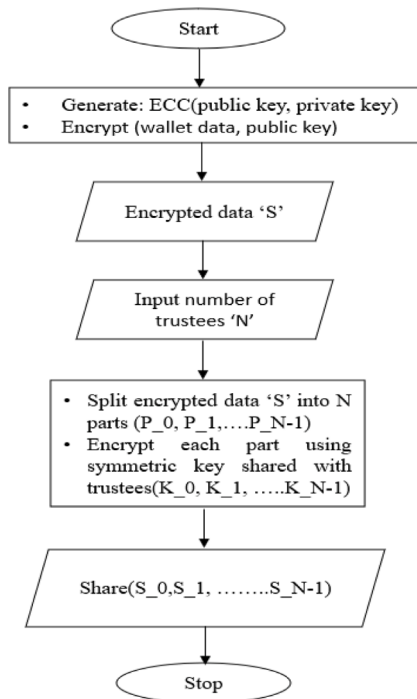 Start
• Generate: ECC(public key, private key)
• Encrypt (wallet data, public key)
Encrypted data ‘S’
Input number of
trustees ‘N’
• Split encrypted data ‘S’ into N
parts (P_0, P_1,….P_N-1)
• Encrypt each part using
symmetric key shared with
trustees(K_0, K_1, …..K_N-1)
Share(S_0,S_1, ……..S_N-1)
Stop